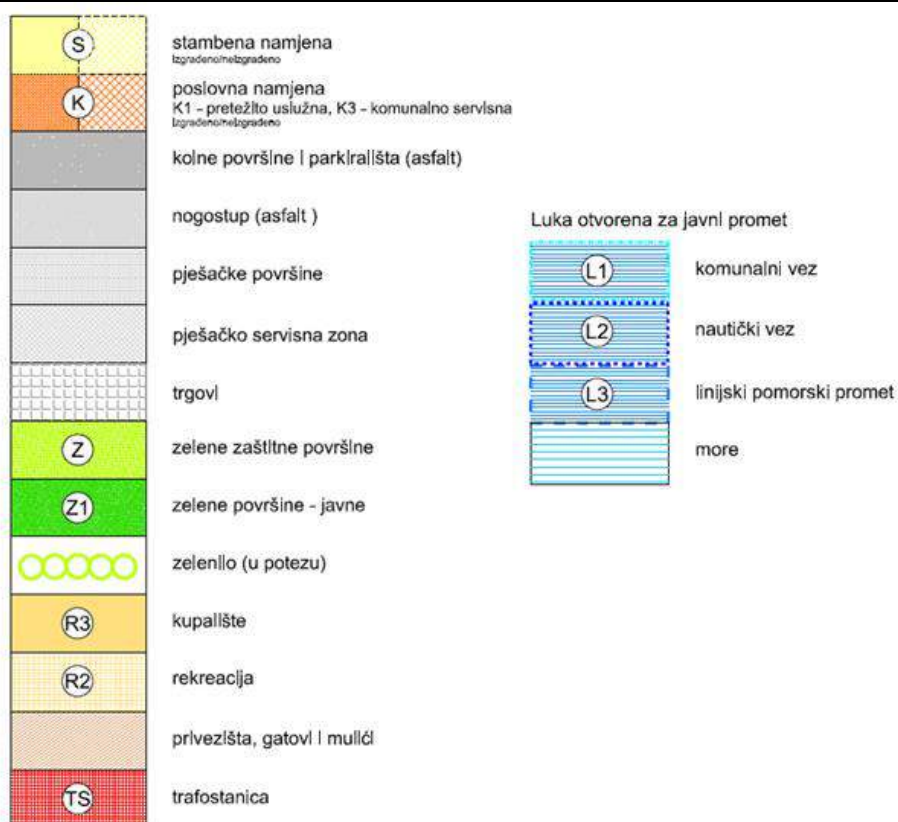 S
stambena namjena
Izgrađeno/neizgrađeno
K
poslovna namjena
K1 - pretežito uslužna, K3 - komunalno servisna
Izgrađeno/neizgrađeno
kolne površine i parkirališta (asfalt)
nogostup (asfalt )
pješačke površine
pješačko servisna zona
trgovi
Z
zelene zaštitne površine
Z1
zelene površine - javne
zelenilo (u potezu)
R3
kupalište
R2
rekreacija
privezišta, gatovi i mulići
TS
trafostanica
Luka otvorena za javni promet
L1
komunalni vez
L2
nautički vez
L3
linijski pomorski promet
more